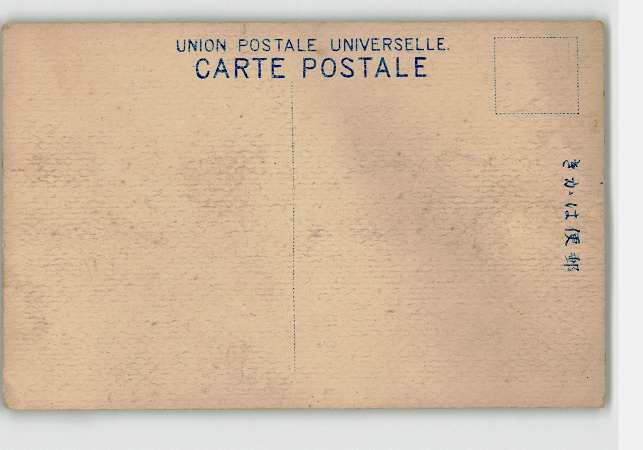 UNION POSTALE UNIVERSELLE.
CARTE POSTALE
郵便はかき